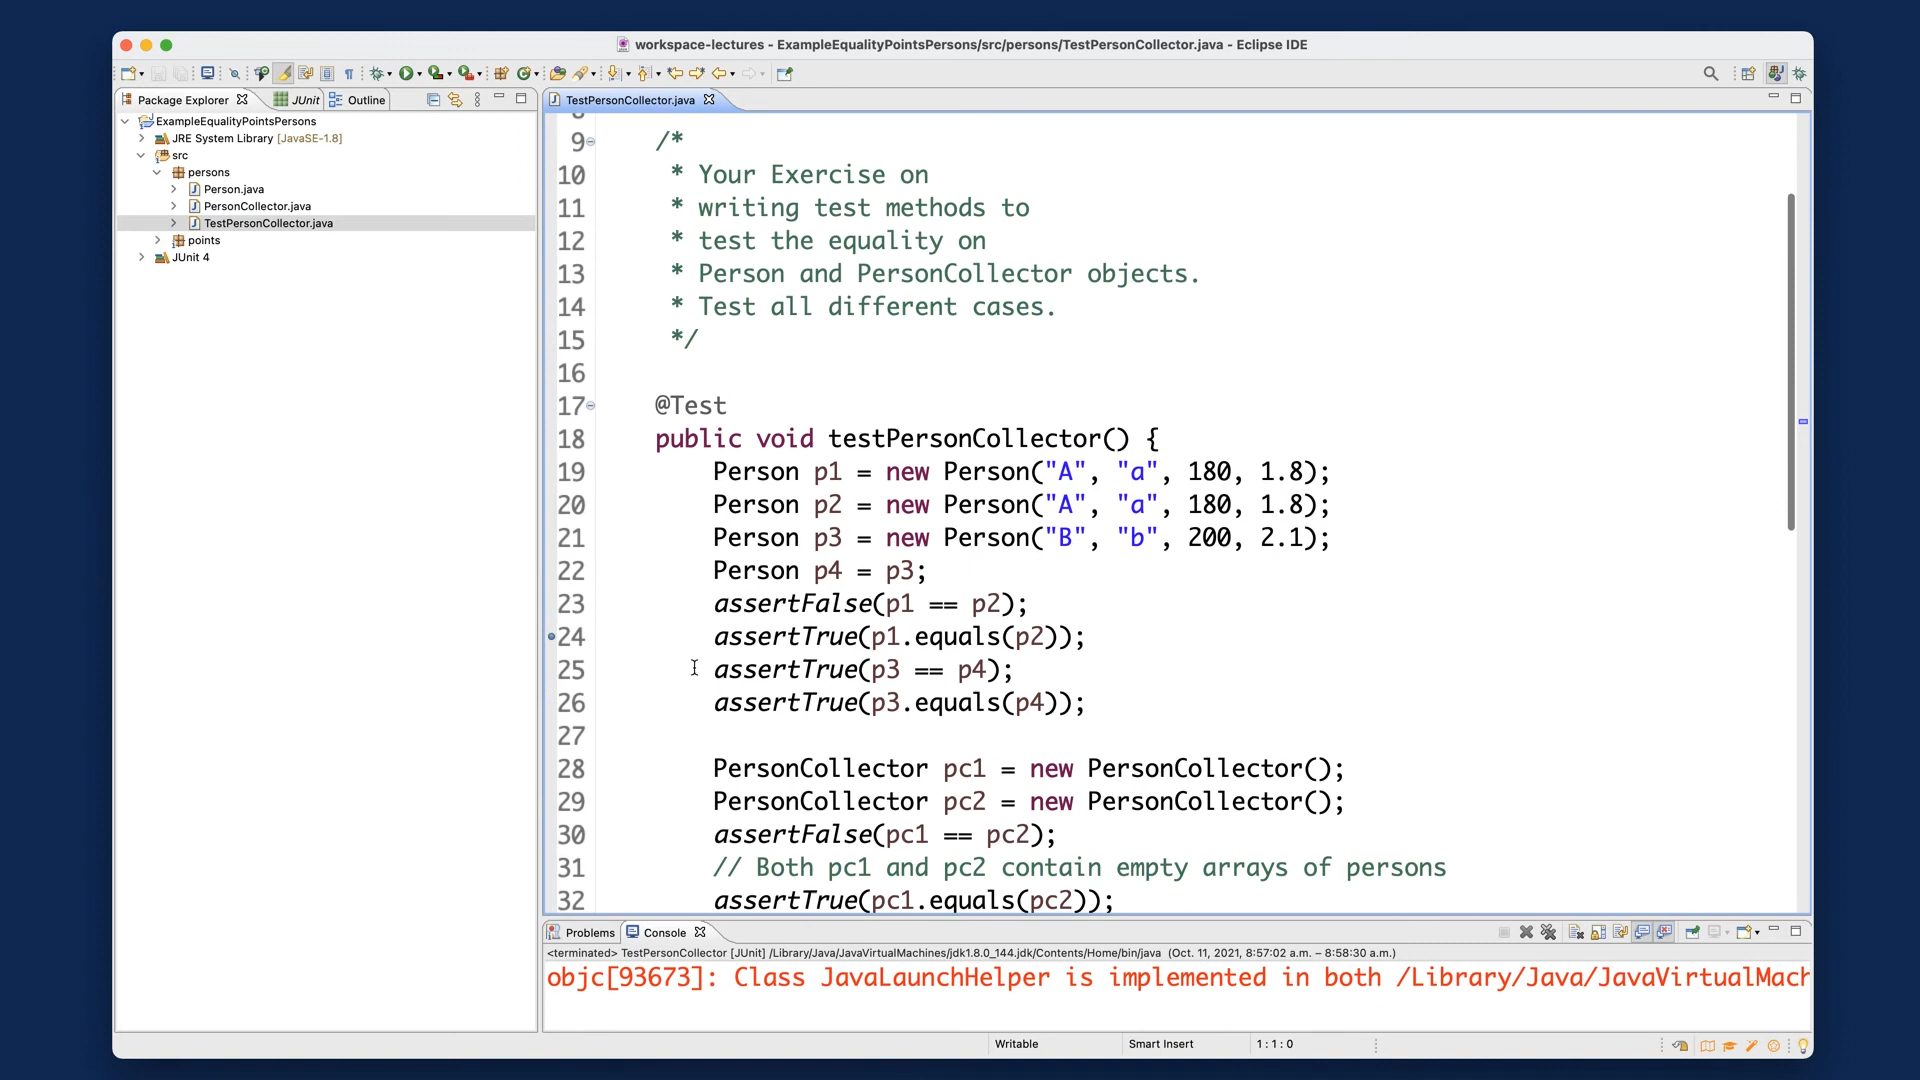 workspace-lectures - ExampleEqualityPointsPersons/src/persons/TestPersonCollector.java - Eclipse IDE
Package Explorer
JUnit
Outline
ExampleEqualityPointsPersons
JRE System Library [JavaSE-1.8]
src
persons
Person.java
PersonCollector.java
TestPersonCollector.java
points
JUnit 4
TestPersonCollector.java
9 /*
10 * Your Exercise on
11 * writing test methods to
12 * test the equality on
13 * Person and PersonCollector objects.
14 * Test all different cases.
15 */
16
17 @Test
18 public void testPersonCollector() {
19 Person p1 = new Person("A", "a", 180, 1.8);
20 Person p2 = new Person("A", "a", 180, 1.8);
21 Person p3 = new Person("B", "b", 200, 2.1);
22 Person p4 = p3;
23 assertFalse(p1 == p2);
24 assertTrue(p1.equals(p2));
25 assertTrue(p3 == p4);
26 assertTrue(p3.equals(p4));
27
28 PersonCollector pc1 = new PersonCollector();
29 PersonCollector pc2 = new PersonCollector();
30 assertFalse(pc1 == pc2);
31 // Both pc1 and pc2 contain empty arrays of persons
32 assertTrue(pc1.equals(pc2));
Problems
Console
<terminated> TestPersonCollector [JUnit] /Library/Java/JavaVirtualMachines/jdk1.8.0_144.jdk/Contents/Home/bin/java (Oct. 11, 2021, 8:57:02 a.m. – 8:58:30 a.m.)
objc[93673]: Class JavaLaunchHelper is implemented in both /Library/Java/JavaVirtualMach
Writable
Smart Insert
1 : 1 : 0